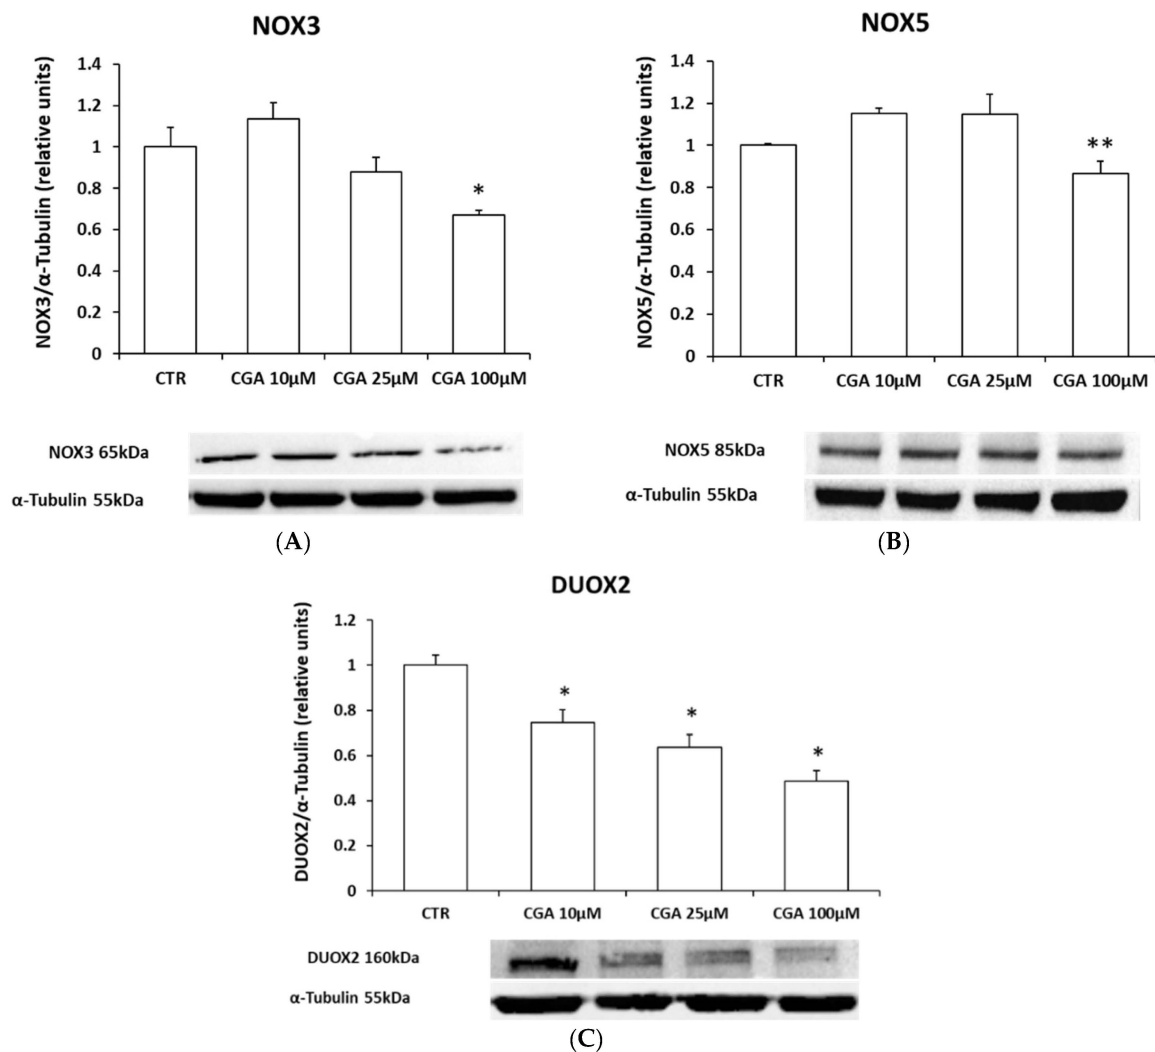 NOX3
NOX3/α-Tubulin (relative units)
1.4
1.2
1
0.8
0.6
0.4
0.2
0
*
CTR CGA 10μM CGA 25μM CGA 100μM
NOX3 65kDa
α-Tubulin 55kDa
(A)
NOX5
NOX5/α-Tubulin (relative units)
1.4
1.2
1
0.8
0.6
0.4
0.2
0
**
CTR CGA 10μM CGA 25μM CGA 100μM
NOX5 85kDa
α-Tubulin 55kDa
(B)
DUOX2
DUOX2/α-Tubulin (relative units)
1.2
1
0.8
0.6
0.4
0.2
0
*
*
*
CTR CGA 10μM CGA 25μM CGA 100μM
DUOX2 160kDa
α-Tubulin 55kDa
(C)